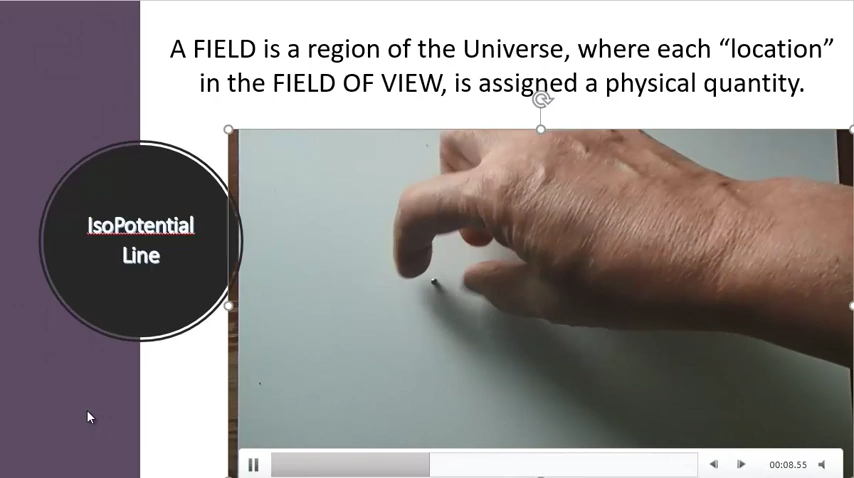 A FIELD is a region of the Universe, where each “location”
in the FIELD OF VIEW, is assigned a physical quantity.
IsoPotential
Line
00:08.55